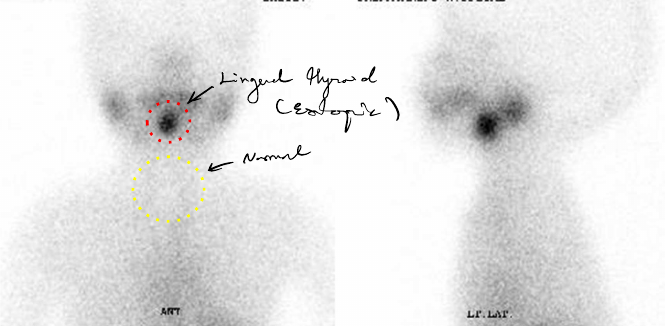 Lingual Thyroid
(Ectopic)
Normal
ANT
LT. LAT.